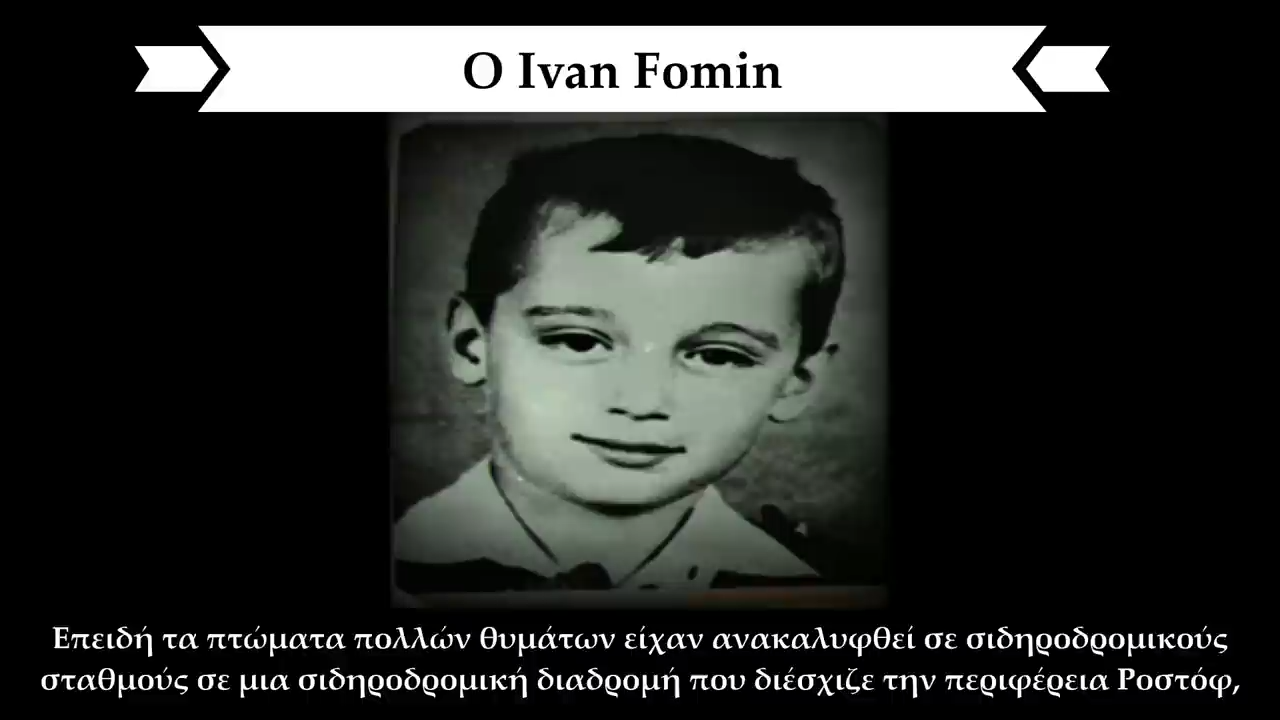 Ο Ivan Fomin
Επειδή τα πτώματα πολλών θυμάτων είχαν ανακαλυφθεί σε σιδηροδρομικούς
σταθμούς σε μια σιδηροδρομική διαδρομή που διέσχιζε την περιφέρεια Ροστόφ,